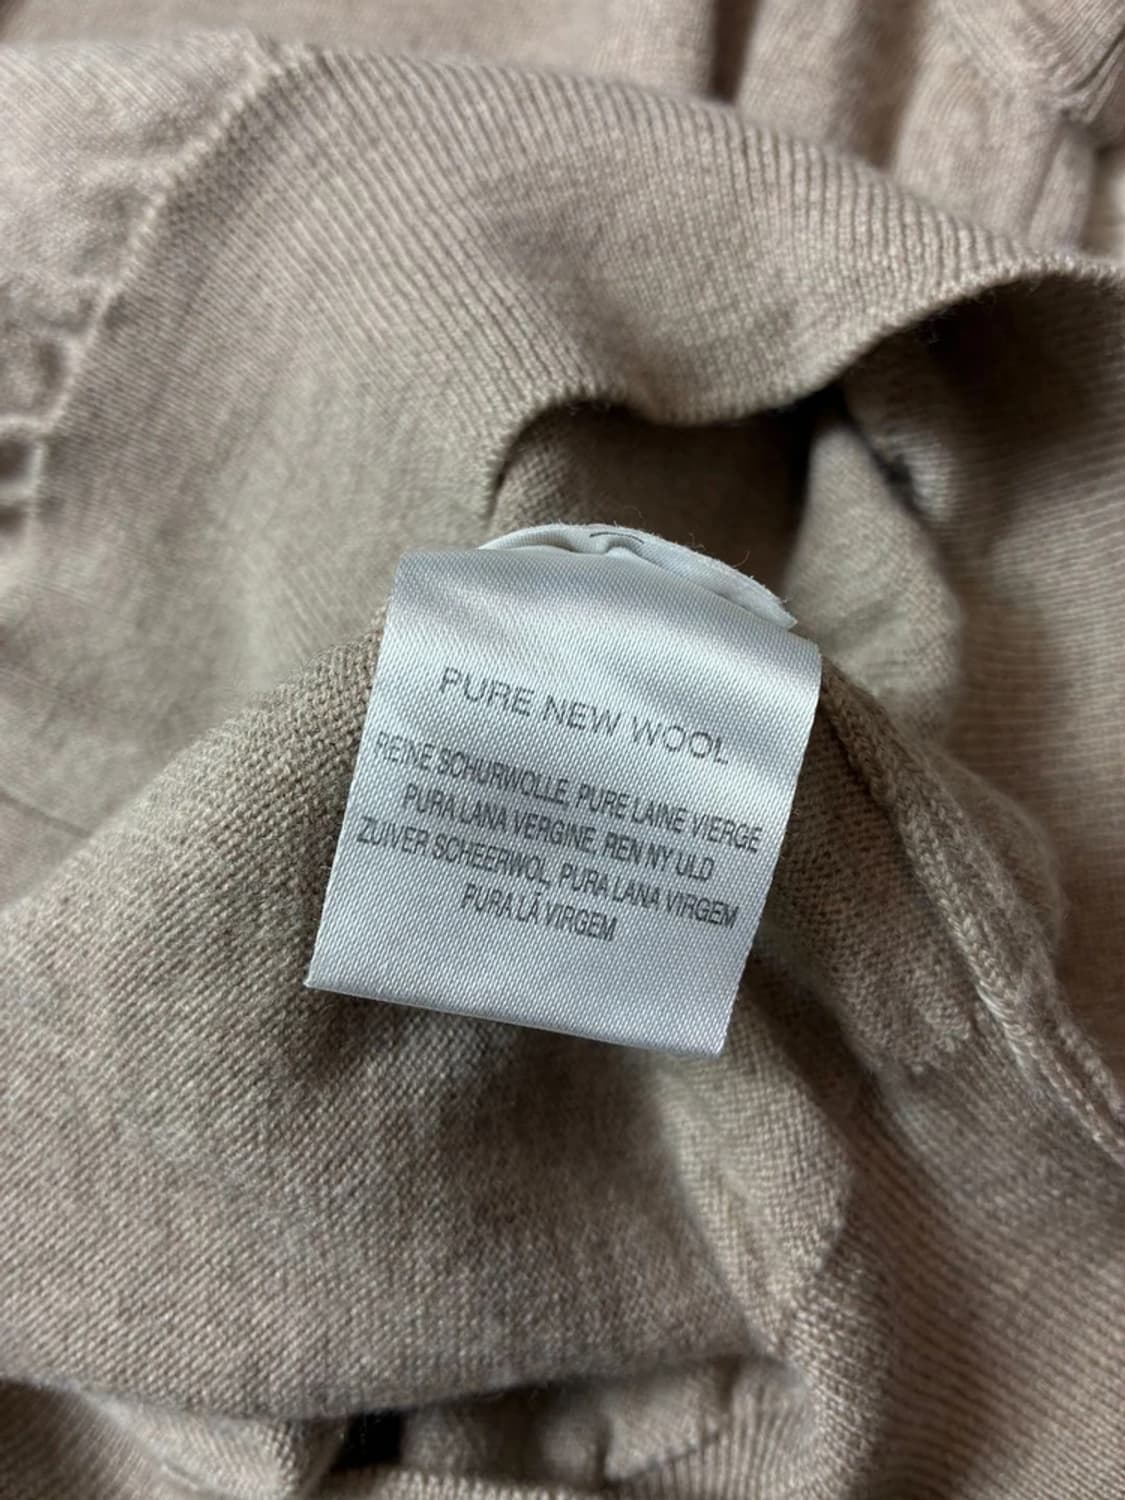 PURE NEW WOOL
REINE SCHURWOLLE, PURE LAINE VIERGE
PURA LANA VERGINE, REN NY ULD
ZUIVER SCHEERWOL, PURA LANA VIRGEM
PURA LÃ VIRGEM